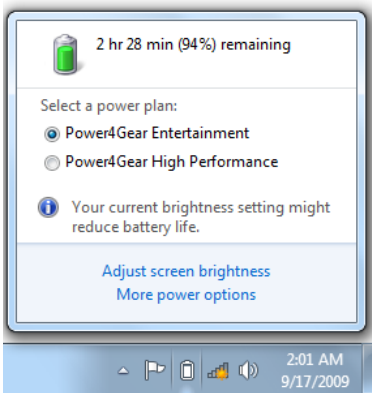 2 hr 28 min (94%) remaining
Select a power plan:
Power4Gear Entertainment
Power4Gear High Performance
Your current brightness setting might
reduce battery life.
Adjust screen brightness
More power options
2:01 AM
9/17/2009